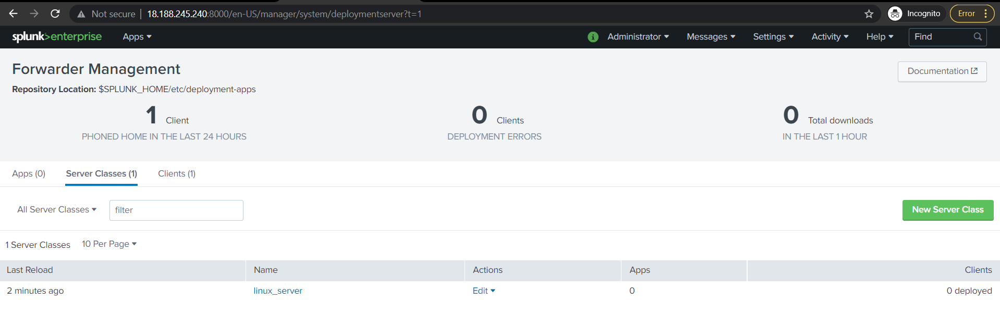 Not secure | 18.188.245.240:8000/en-US/manager/system/deploymentserver?t=1 Incognito Error
splunk>enterprise Apps Administrator Messages Settings Activity Help Find
Forwarder Management
Documentation
Repository Location: $SPLUNK_HOME/etc/deployment-apps
1 Client 0 Clients 0 Total downloads
PHONED HOME IN THE LAST 24 HOURS DEPLOYMENT ERRORS IN THE LAST 1 HOUR
Apps (0) Server Classes (1) Clients (1)
All Server Classes filter New Server Class
1 Server Classes 10 Per Page
Last Reload Name Actions Apps Clients
2 minutes ago linux_server Edit 0 0 deployed